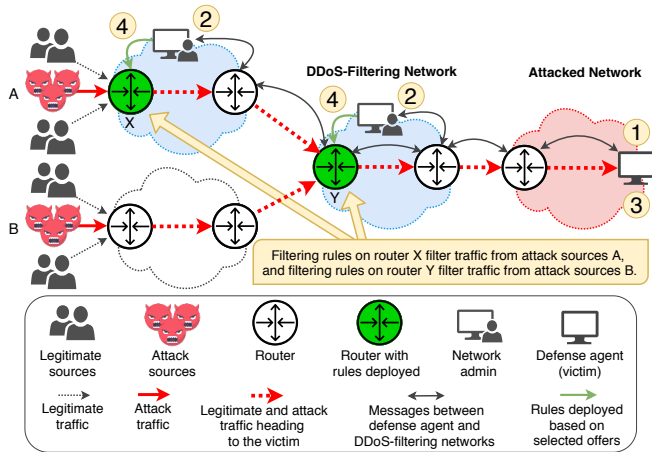 4
2
DDoS-Filtering Network
Attacked Network
A
X
4
2
1
Y
3
B
Filtering rules on router X filter traffic from attack sources A,
and filtering rules on router Y filter traffic from attack sources B.
Legitimate
sources
Attack
sources
Router
Router with
rules deployed
Network
admin
Defense agent
(victim)
Legitimate
traffic
Attack
traffic
Legitimate and attack
traffic heading
to the victim
Messages between
defense agent and
DDoS-filtering networks
Rules deployed
based on
selected offers